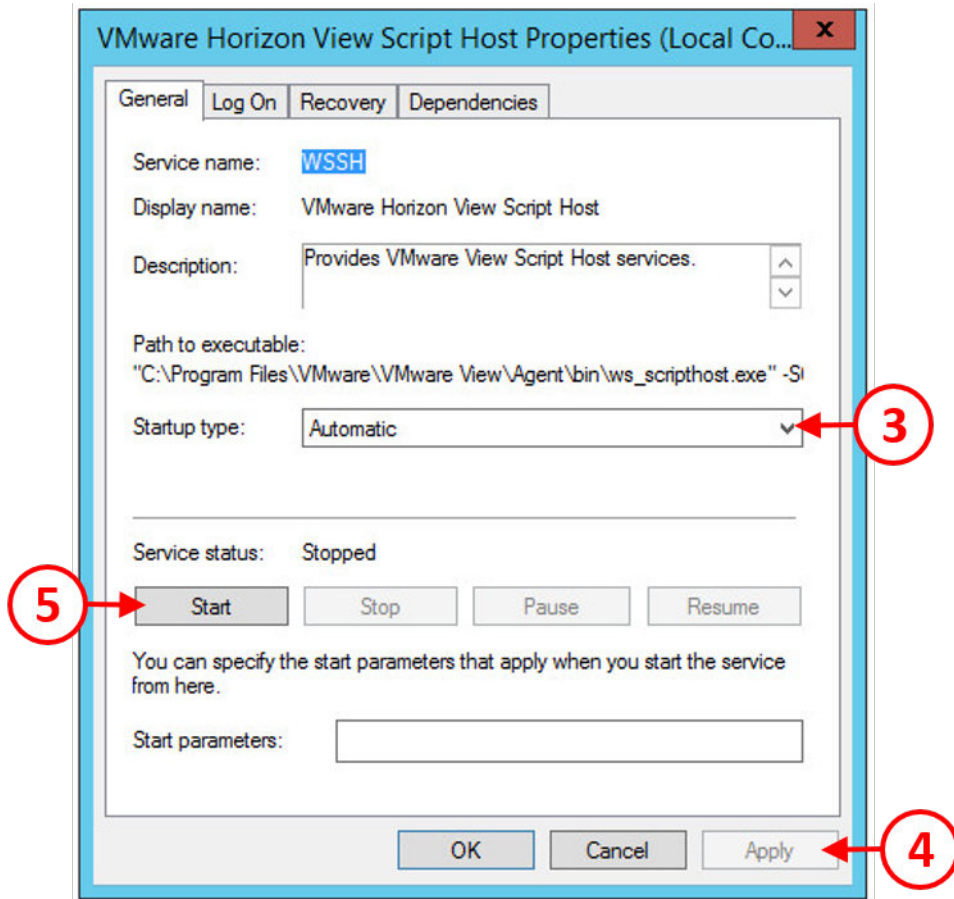 VMware Horizon View Script Host Properties (Local Co...
x
General Log On Recovery Dependencies
Service name: WSSH
Display name: VMware Horizon View Script Host
Description: Provides VMware View Script Host services.
Path to executable:
"C:\Program Files\VMware\VMware View\Agent\bin\ws_scripthost.exe" -S
Startup type: Automatic
3
Service status: Stopped
5
Start Stop Pause Resume
You can specify the start parameters that apply when you start the service
from here.
Start parameters:
OK Cancel Apply
4